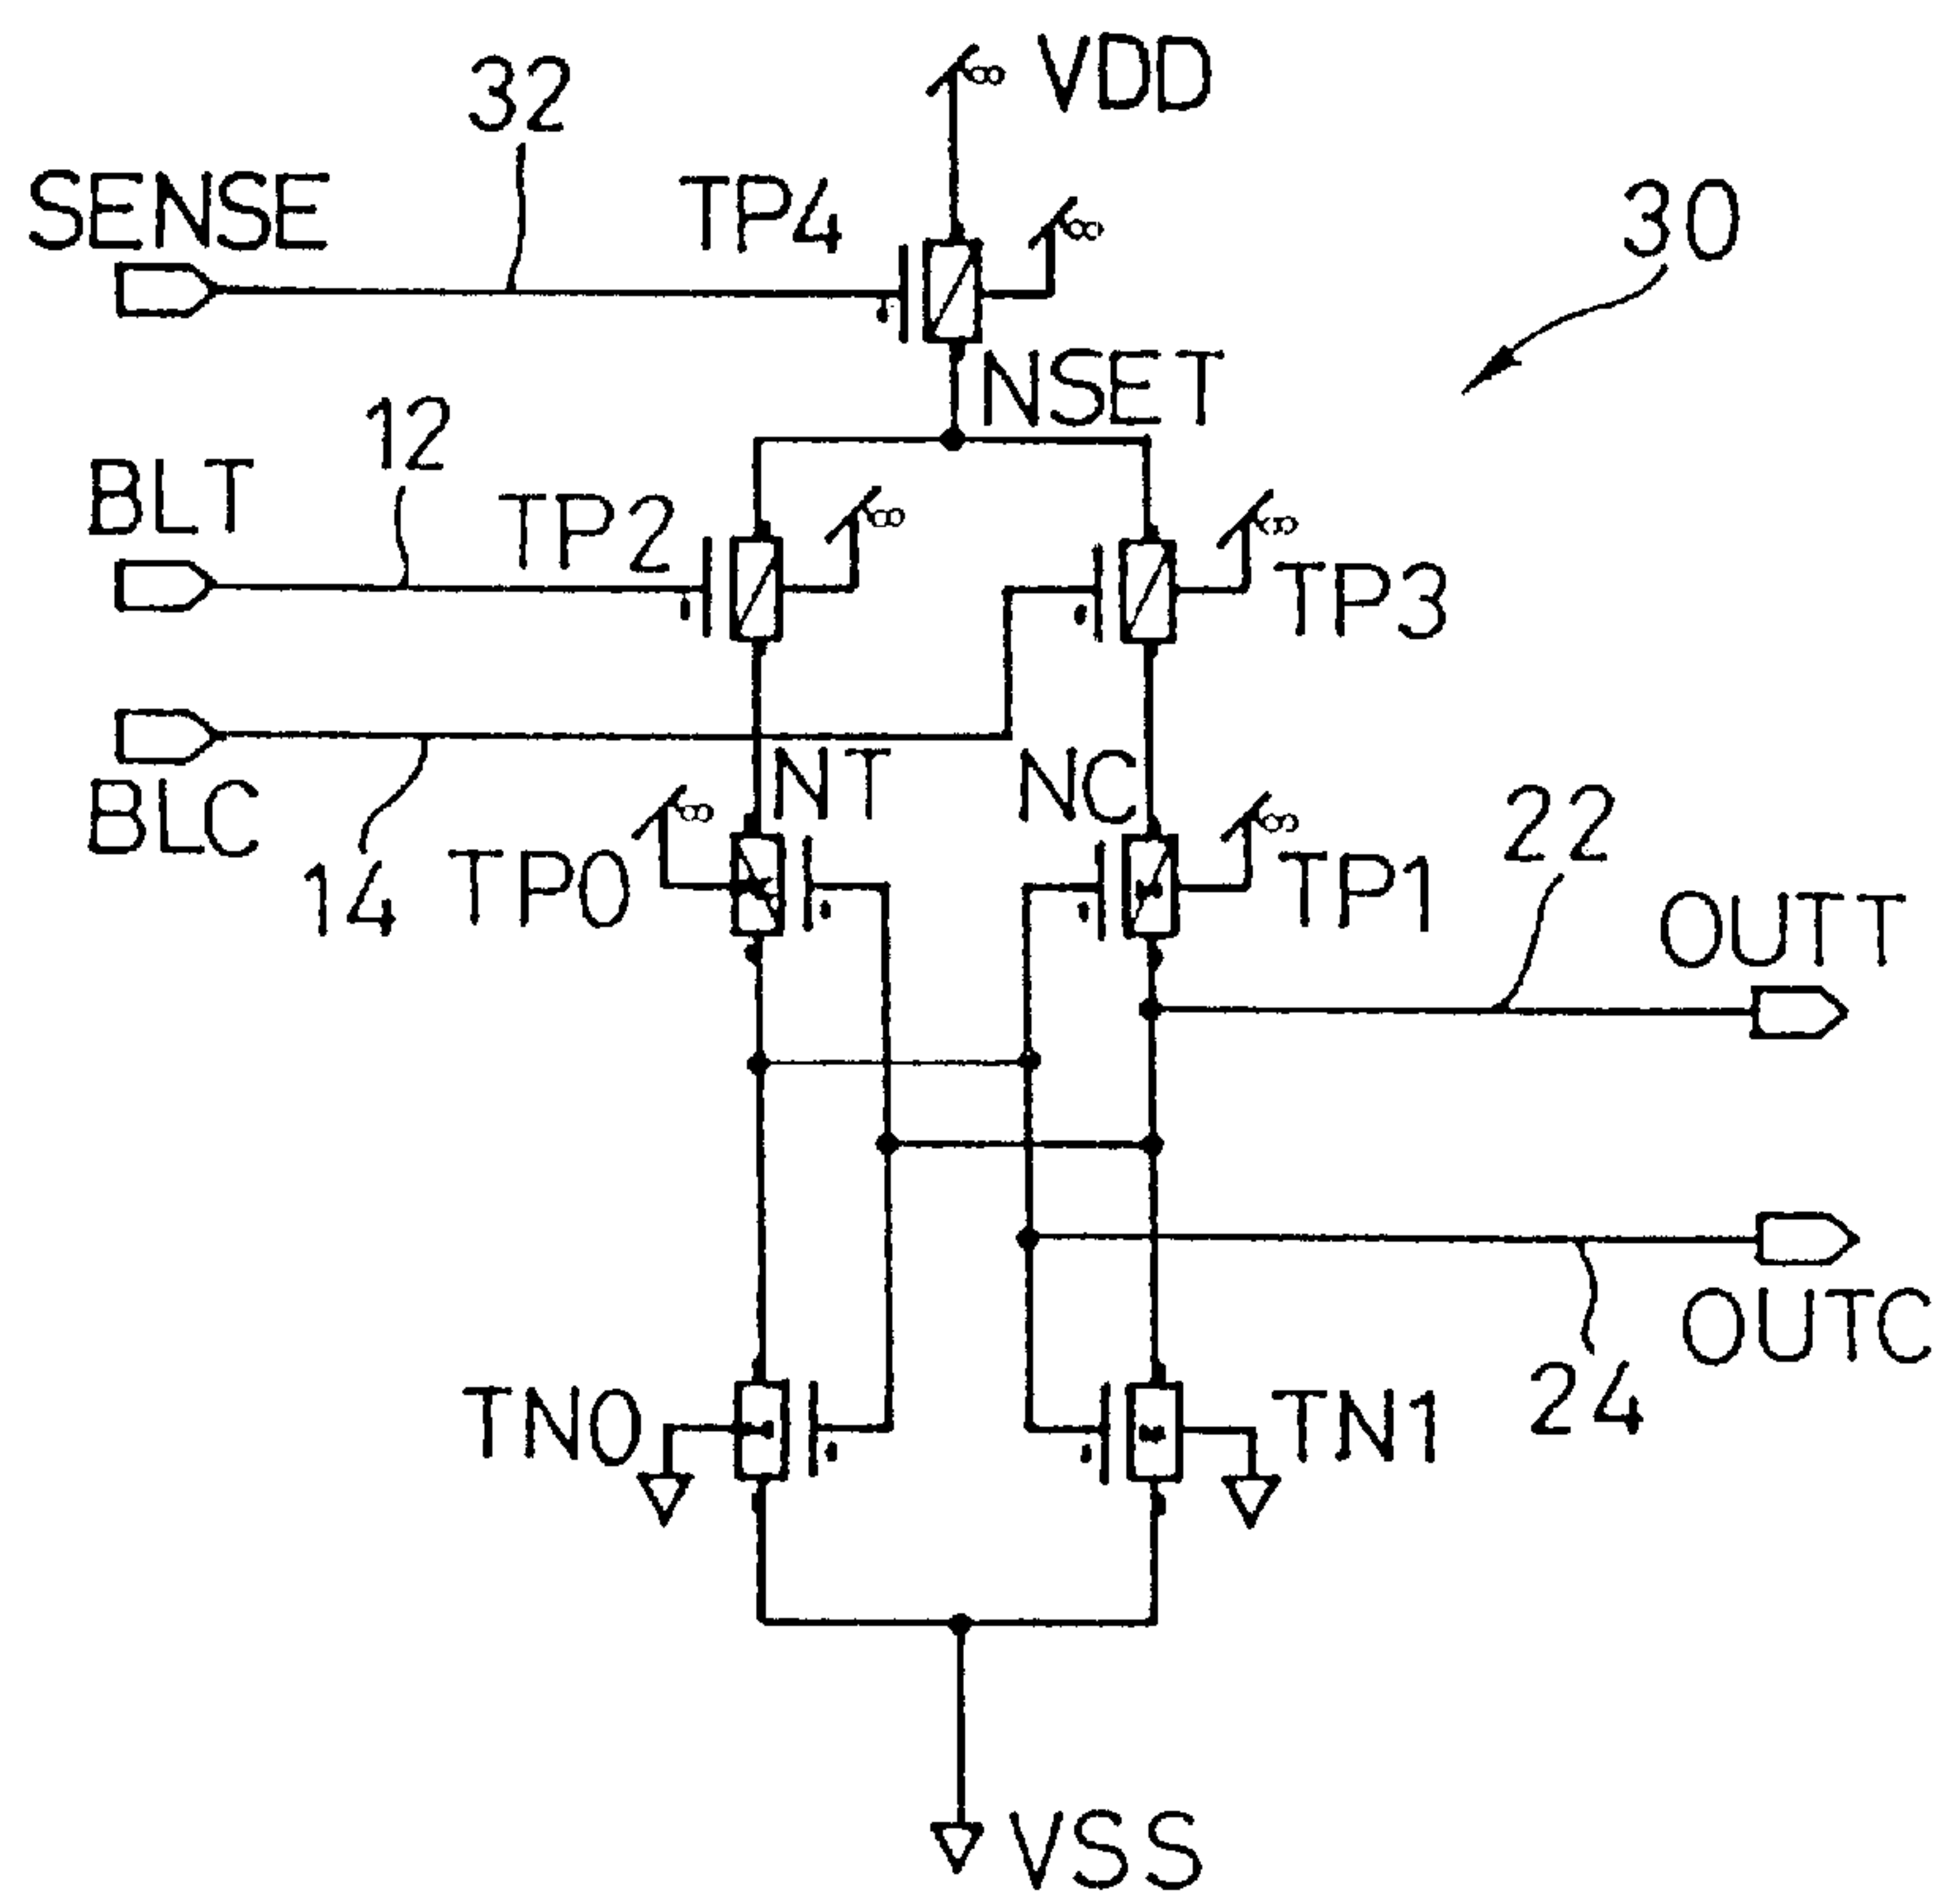 VDD
32
SENSE
TP4
30
NSET
12
BLT
TP2
TP3
NT
NC
BLC
22
14
TP0
TP1
OUTT
OUTC
24
TN0
TN1
VSS